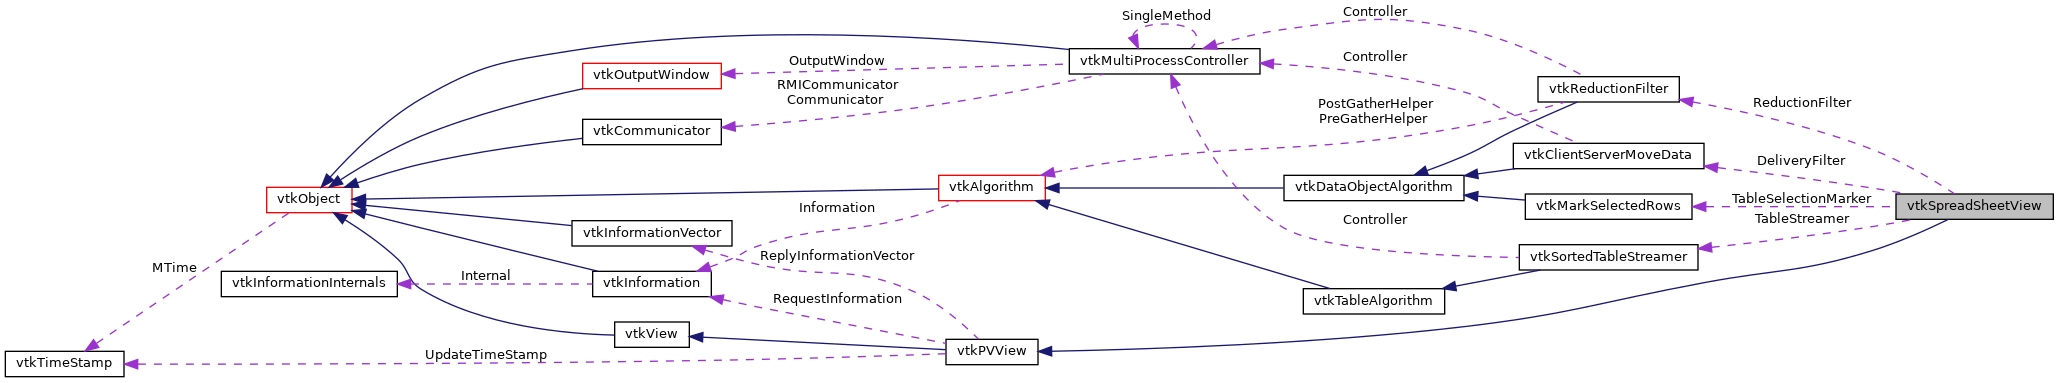 SingleMethod
Controller
vtkMultiProcessController
OutputWindow
Controller
vtkOutputWindow
RMICommunicator
Communicator
vtkReductionFilter
ReductionFilter
PostGatherHelper
PreGatherHelper
vtkCommunicator
vtkClientServerMoveData
DeliveryFilter
vtkAlgorithm
vtkDataObjectAlgorithm
vtkObject
Information
vtkMarkSelectedRows
TableSelectionMarker
vtkSpreadSheetView
Controller
TableStreamer
vtkInformationVector
ReplyInformationVector
vtkSortedTableStreamer
MTime
vtkInformationInternals
Internal
vtkInformation
RequestInformation
vtkTableAlgorithm
vtkView
vtkPVView
UpdateTimeStamp
vtkTimeStamp